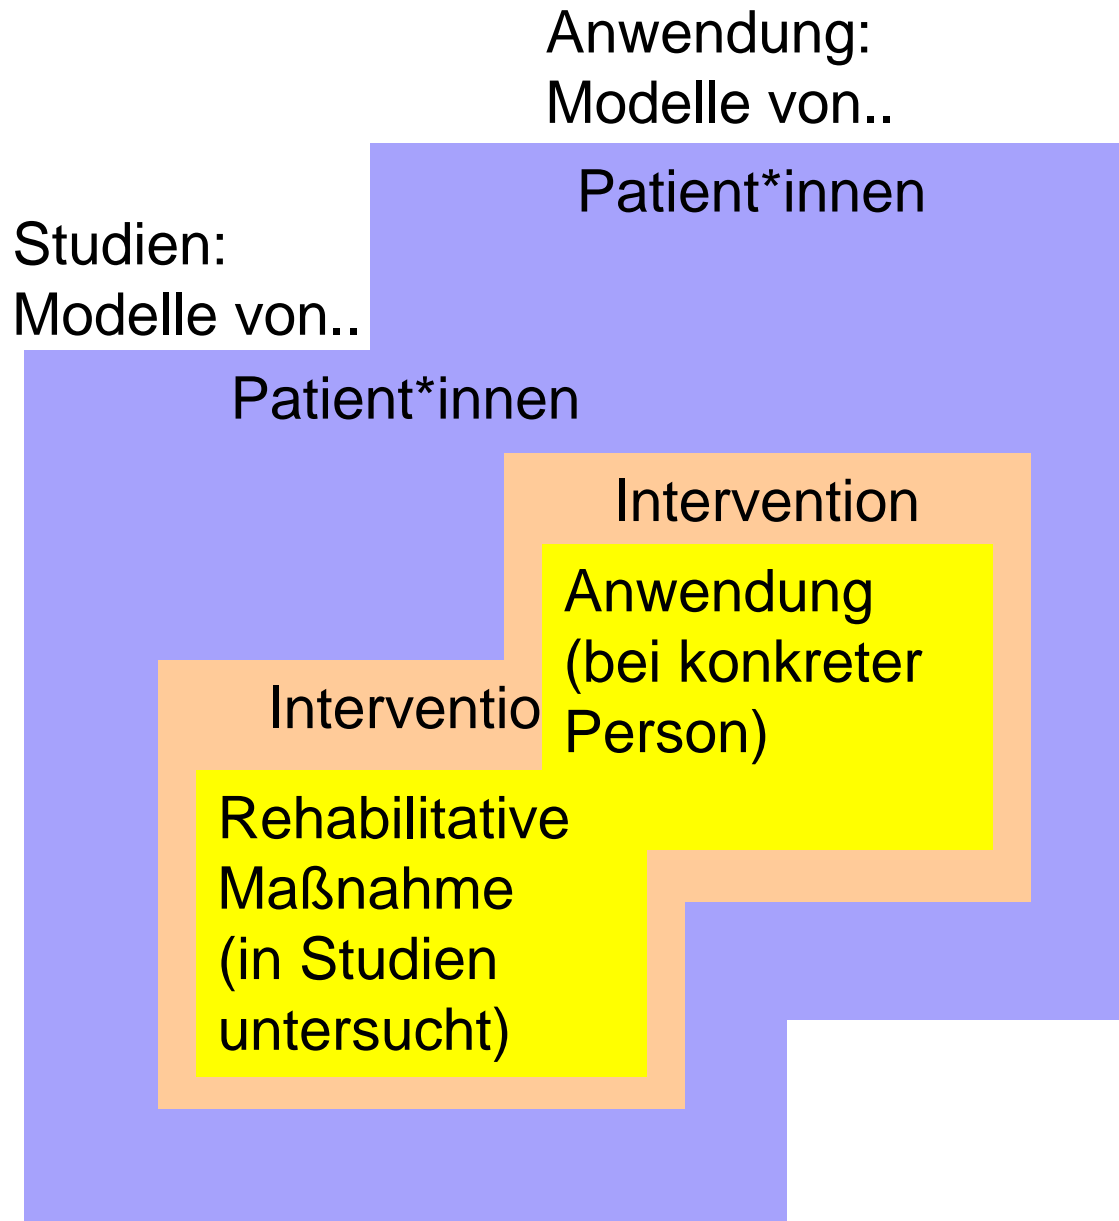 Anwendung:
Modelle von..
Patient*innen
Studien:
Modelle von..
Patient*innen
Intervention
Anwendung
(bei konkreter
Person)
Interventio
Rehabilitative
Maßnahme
(in Studien
untersucht)